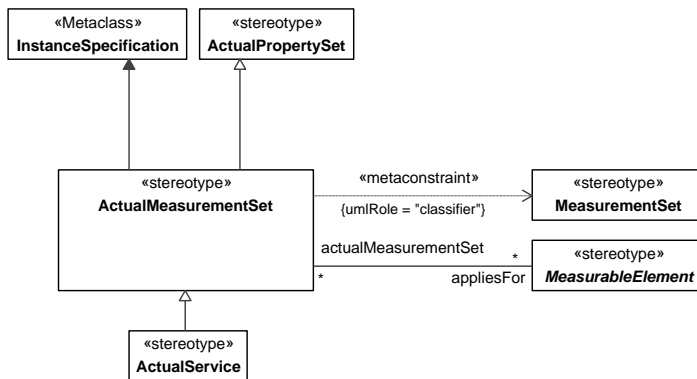 «Metaclass»
InstanceSpecification
«stereotype»
ActualPropertySet
«stereotype»
ActualMeasurementSet
«metaconstraint»
{umlRole = "classifier"}
«stereotype»
MeasurementSet
actualMeasurementSet
*
*
appliesFor
«stereotype»
MeasurableElement
«stereotype»
ActualService